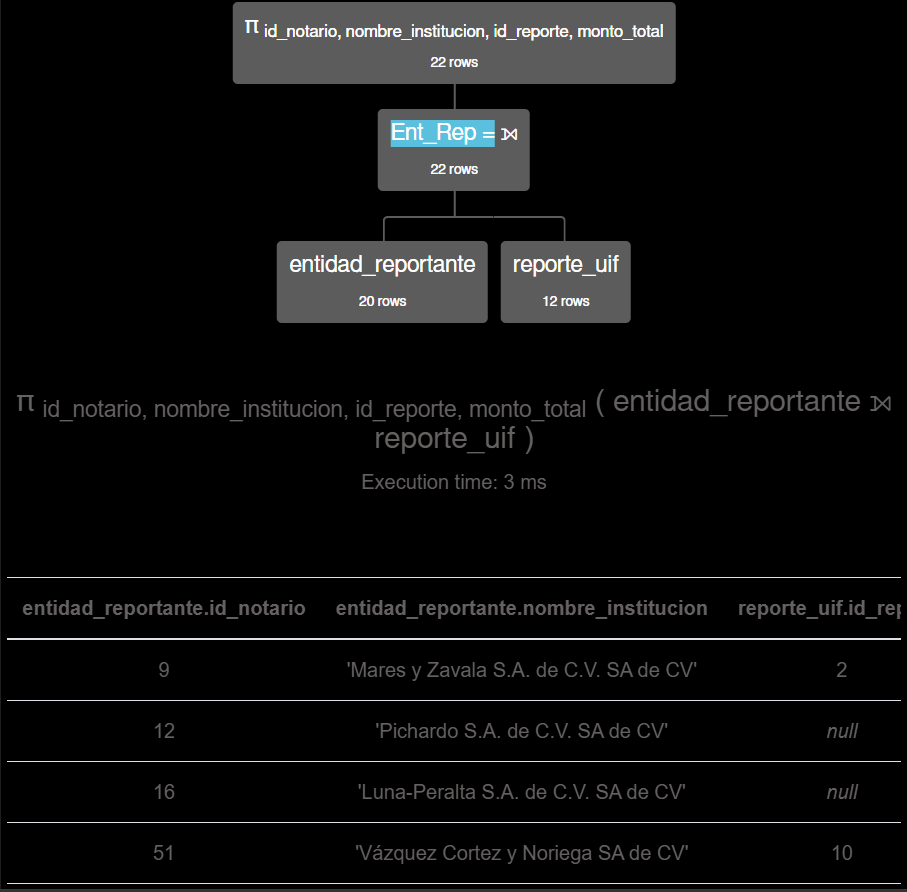 π id_notario, nombre_institucion, id_reporte, monto_total
22 rows
Ent_Rep = ⟕
22 rows
entidad_reportante
reporte_uif
20 rows
12 rows
π id_notario, nombre_institucion, id_reporte, monto_total ( entidad_reportante ⟕
reporte_uif )
Execution time: 3 ms
entidad_reportante.id_notario entidad_reportante.nombre_institucion reporte_uif.id_rep
9 'Mares y Zavala S.A. de C.V. SA de CV' 2
12 'Pichardo S.A. de C.V. SA de CV' null
16 'Luna-Peralta S.A. de C.V. SA de CV' null
51 'Vázquez Cortez y Noriega SA de CV' 10